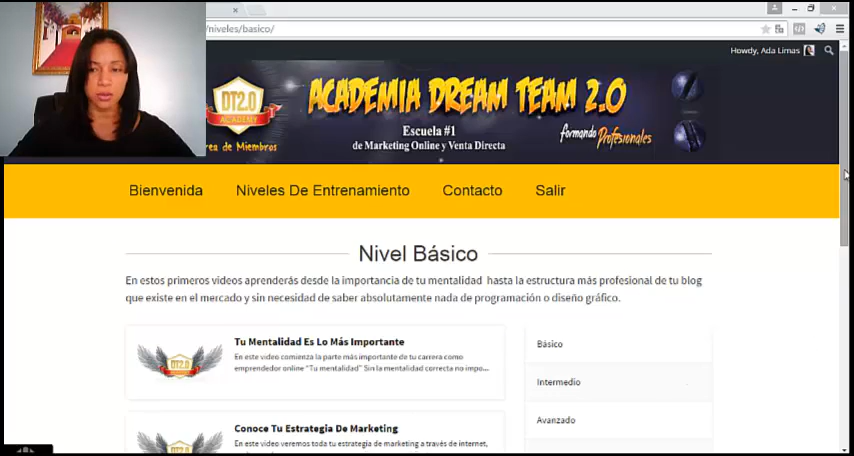 /niveles/basico/
Howdy, Ada Limas
DT2.0
ACADEMY
Área de Miembros
ACADEMIA DREAM TEAM 2.0
Escuela #1
de Marketing Online y Venta Directa
formando Profesionales
Bienvenida Niveles De Entrenamiento Contacto Salir
Nivel Básico
En estos primeros videos aprenderás desde la importancia de tu mentalidad hasta la estructura más profesional de tu blog
que existe en el mercado y sin necesidad de saber absolutamente nada de programación o diseño gráfico.
DT2.0
Tu Mentalidad Es Lo Más Importante
En este video comienza la parte más importante de tu carrera como
emprendedor online "Tu mentalidad" Sin la mentalidad correcta no impo...
Básico
Intermedio
Avanzado
DT2.0
Conoce Tu Estrategia De Marketing
En este video veremos toda tu estrategia de marketing a través de internet,